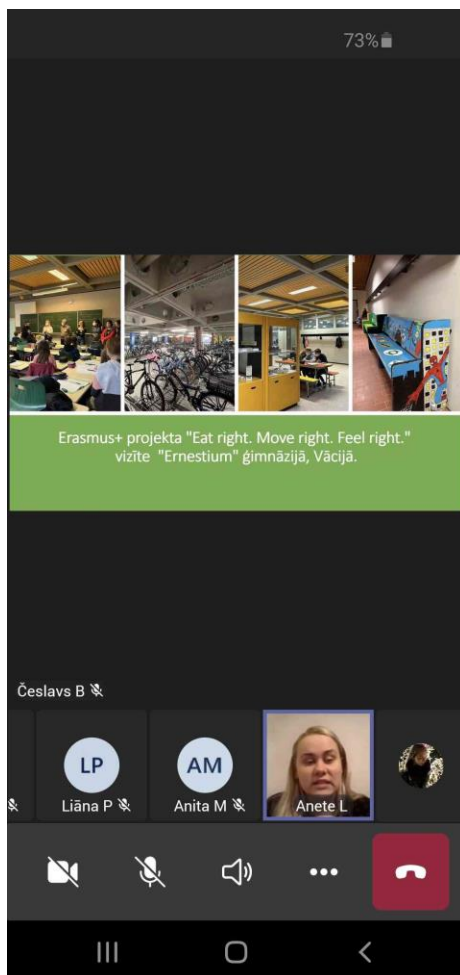 73%
Erasmus+ projekta "Eat right. Move right. Feel right."
vizīte "Ernestium" ģimnāzijā, Vācijā.
Česlavs B
LP
AM
Liāna P
Anita M
Anete L